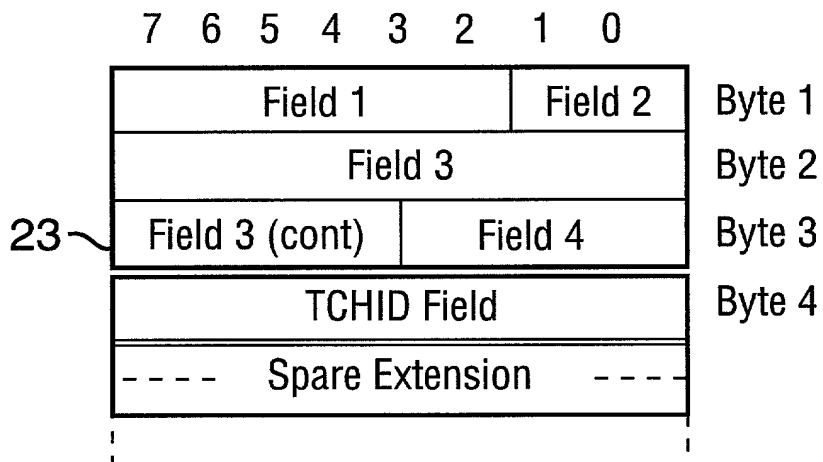 7 6 5 4 3 2 1 0
Field 1 Field 2 Byte 1
Field 3 Byte 2
23 Field 3 (cont) Field 4 Byte 3
TCHID Field Byte 4
Spare Extension